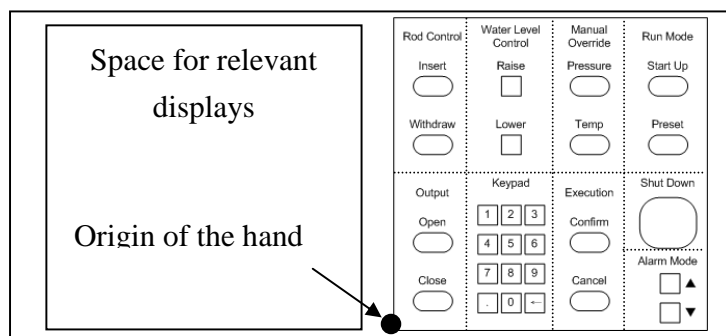 Space for relevant
displays
Origin of the hand
Rod Control
Water Level
Control
Manual
Override
Run Mode
Insert
Raise
Pressure
Start Up
Withdraw
Lower
Temp
Preset
Output
Keypad
Execution
Shut Down
Open
1 2 3
Confirm
4 5 6
Close
7 8 9
Cancel
. 0 ←
Alarm Mode
▲
▼